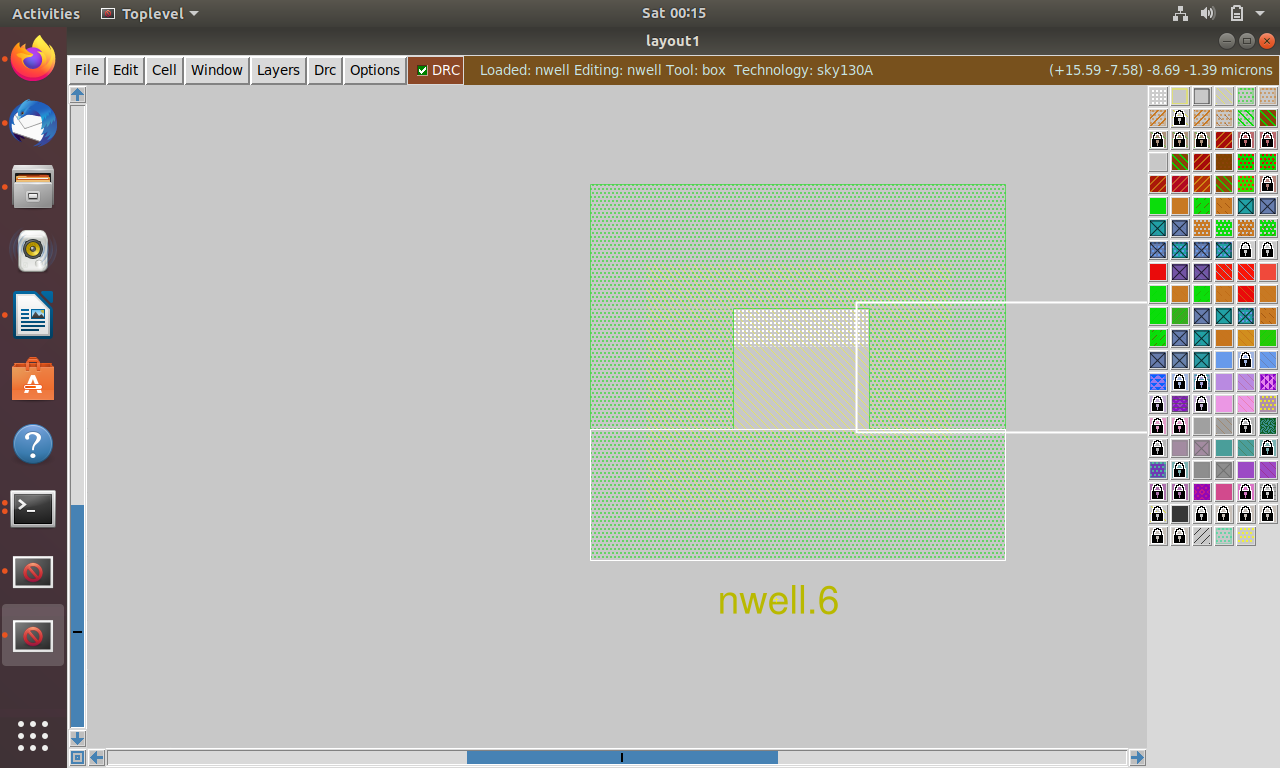 Activities Toplevel Sat 00:15
layout1
File Edit Cell Window Layers Drc Options DRC Loaded: nwell Editing: nwell Tool: box Technology: sky130A (+15.59 -7.58) -8.69 -1.39 microns
nwell.6